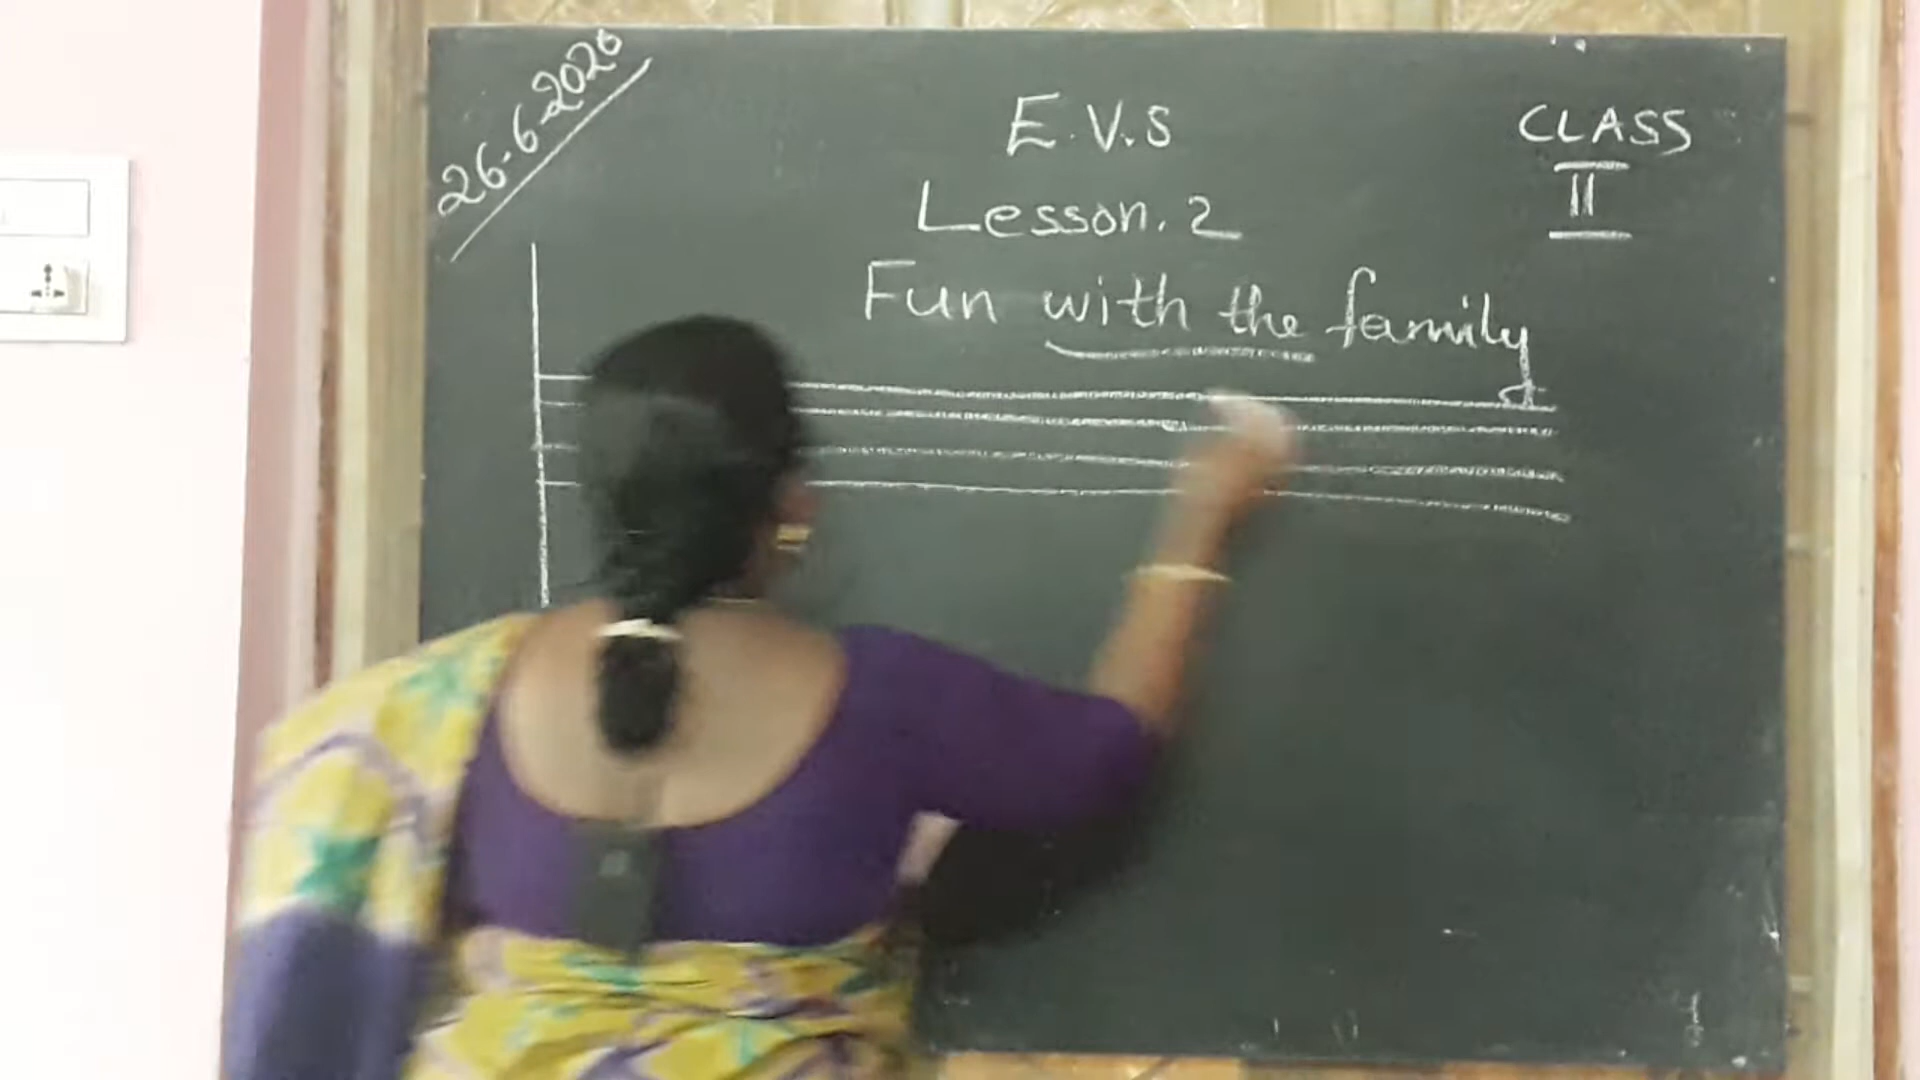 26-6-2020
E.V.S
CLASS
II
Lesson. 2
Fun with the family